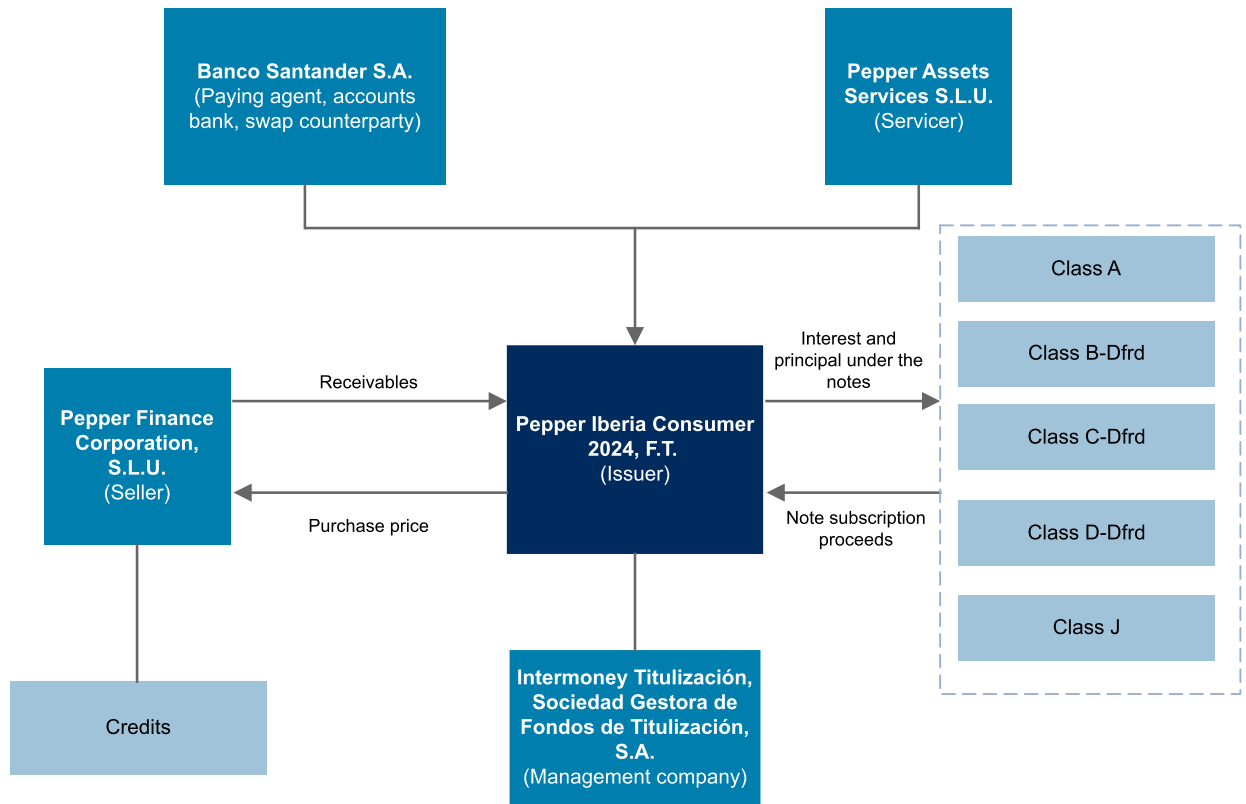 Banco Santander S.A.
(Paying agent, accounts
bank, swap counterparty)
Pepper Assets
Services S.L.U.
(Servicer)
Class A
Class B-Dfrd
Class C-Dfrd
Class D-Dfrd
Class J
Interest and
principal under the
notes
Note subscription
proceeds
Receivables
Purchase price
Pepper Finance
Corporation,
S.L.U.
(Seller)
Pepper Iberia Consumer
2024, F.T.
(Issuer)
Credits
Intermoney Titulización,
Sociedad Gestora de
Fondos de Titulización,
S.A.
(Management company)